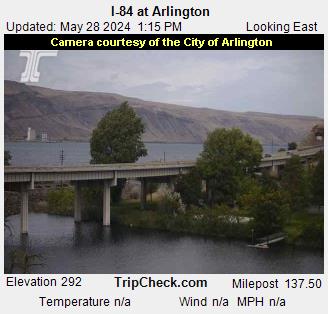 I-84 at Arlington
Updated: May 28 2024 1:15 PM Looking East
Camera courtesy of the City of Arlington
Elevation 292 TripCheck.com Milepost 137.50
Temperature n/a Wind n/a MPH n/a